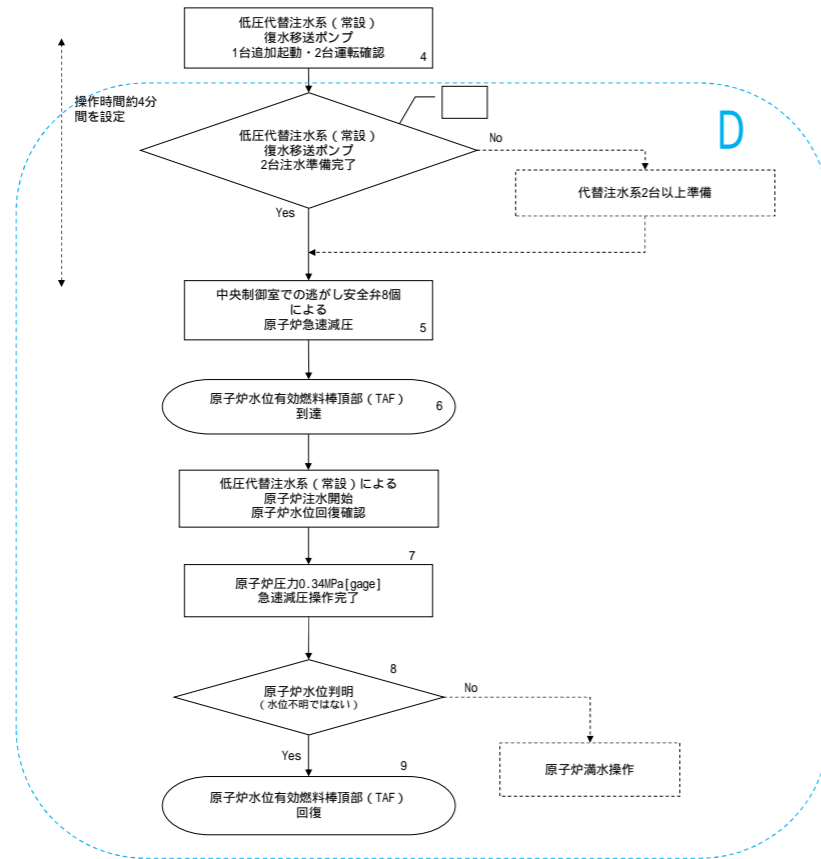 低圧代替注水系（常設）
復水移送ポンプ
1台追加起動・2台運転確認
4
操作時間約4分
間を設定
D
低圧代替注水系（常設）
復水移送ポンプ
2台注水準備完了
No
代替注水系2台以上準備
Yes
中央制御室での逃がし安全弁8個
による
原子炉急速減圧
5
原子炉水位有効燃料棒頂部（TAF）
到達
6
低圧代替注水系（常設）による
原子炉注水開始
原子炉水位回復確認
7
原子炉圧力0.34MPa[gage]
急速減圧操作完了
8
原子炉水位判明
（水位不明ではない）
No
原子炉満水操作
Yes
9
原子炉水位有効燃料棒頂部（TAF）
回復